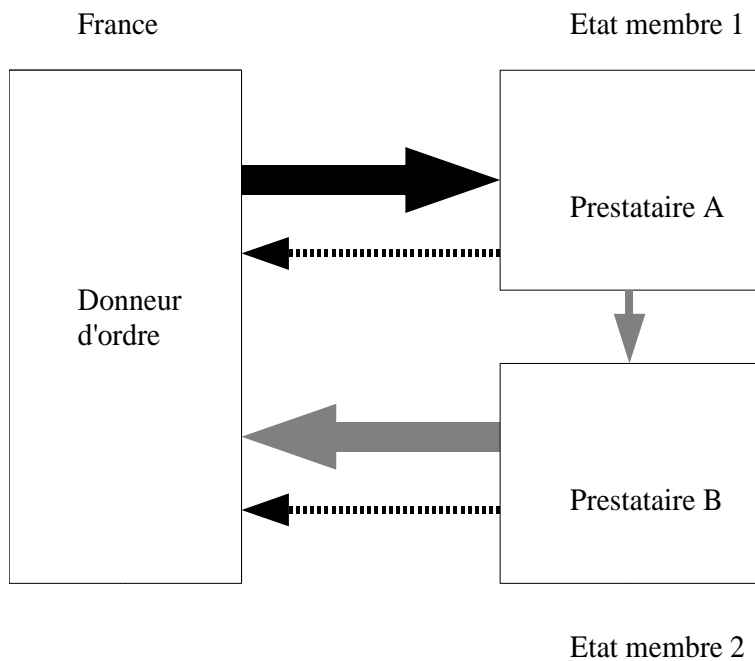 France
Etat membre 1
Prestataire A
Donneur
d'ordre
Prestataire B
Etat membre 2